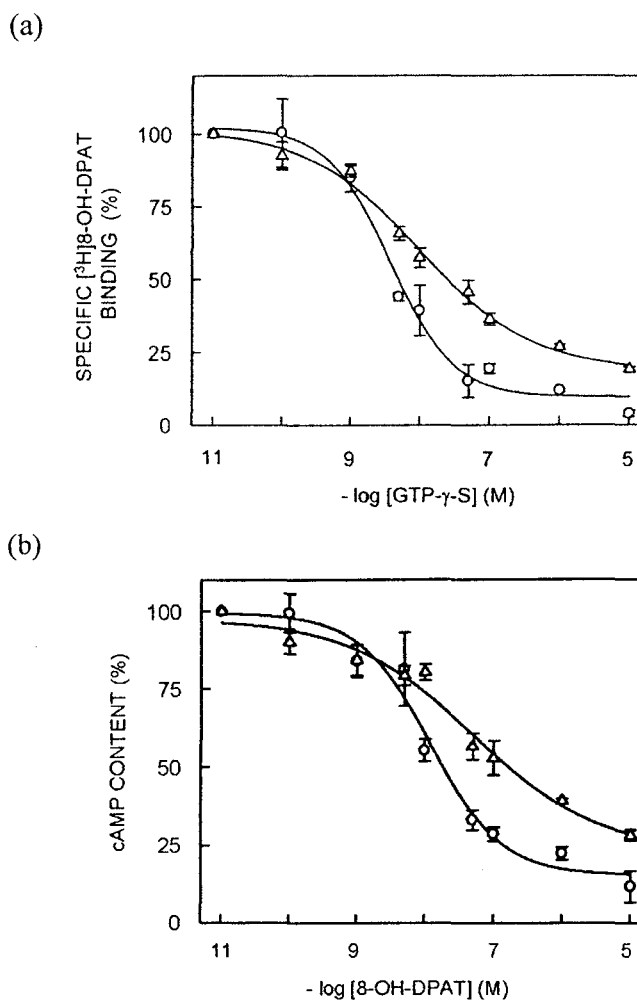 (a)
SPECIFIC [³H]8-OH-DPAT
BINDING (%)
100
75
50
25
0
11 9 7 5
- log [GTP-γ-S] (M)
(b)
cAMP CONTENT (%)
100
75
50
25
0
11 9 7 5
- log [8-OH-DPAT] (M)